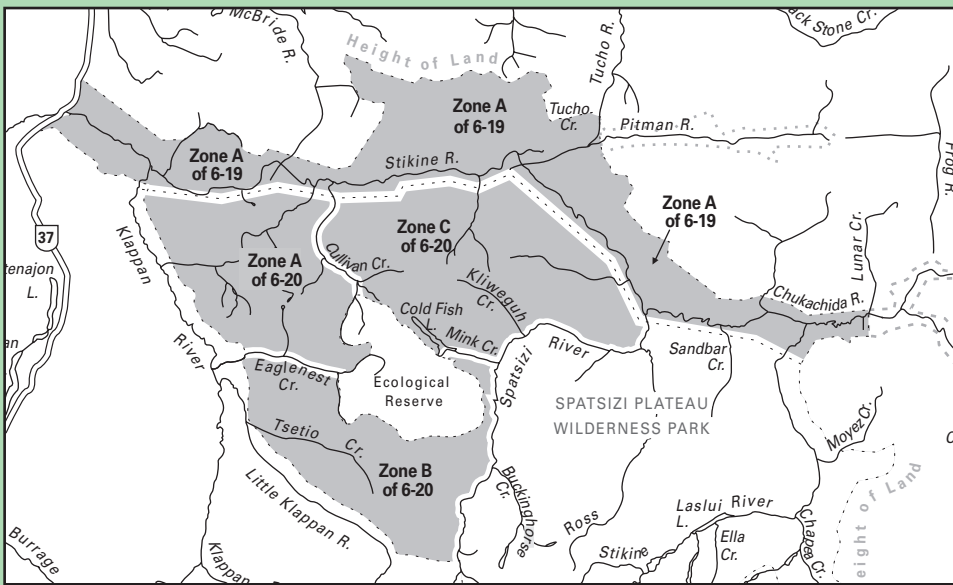 McBride R.
Height of Land
Tucho R.
ack Stone Cr.
Zone A
of 6-19
Tucho
Cr.
Pitman R.
Frog R.
Zone A
of 6-19
Stikine R.
Zone A
of 6-19
37
Klappan
River
Zone A
of 6-20
Cullivan Cr.
Zone C
of 6-20
Kliweguh
Cr.
Lunar Cr.
Chukachida R.
tenajon
L.
an
Cold Fish
L.
Mink Cr.
Spatsizi
River
Sandbar
Cr.
Eaglenest
Cr.
Ecological
Reserve
SPATSIZI PLATEAU
WILDERNESS PARK
Moyez Cr.
C
Tsetio Cr.
Zone B
of 6-20
Little Klappan R.
Buckinghorse
Cr.
Height of Land
Laslui
L.
River
Ross
Ella
Cr.
Chapea Cr.
Stikine
Burrage
Klappan